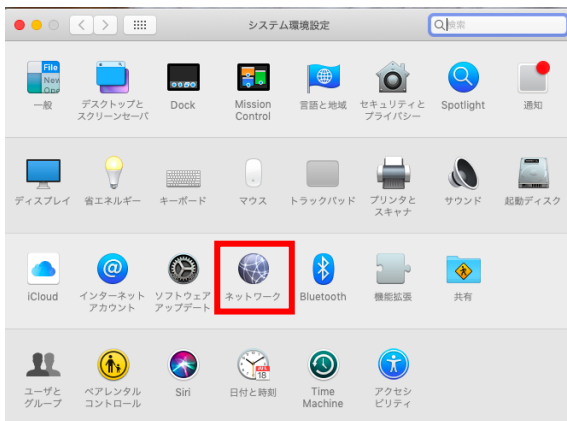 システム環境設定
検索
File
New
一般
デスクトップと
スクリーンセーバ
Dock
Mission
Control
言語と地域
セキュリティと
プライバシー
Spotlight
通知
ディスプレイ
省エネルギー
キーボード
マウス
トラックパッド
プリンタと
スキャナ
サウンド
起動ディスク
iCloud
インターネット
アカウント
ソフトウェア
アップデート
ネットワーク
Bluetooth
機能拡張
共有
18
ユーザと
グループ
ペアレンタル
コントロール
Siri
日付と時刻
Time
Machine
アクセシ
ビリティ